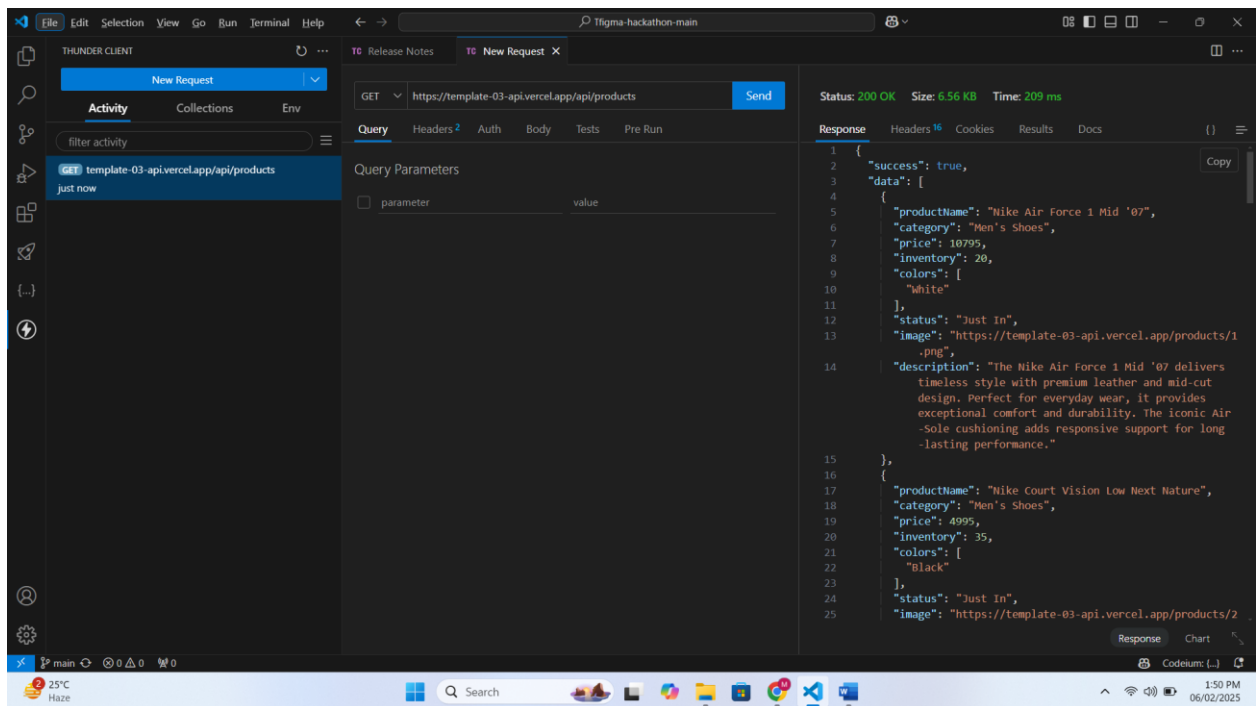 File Edit Selection View Go Run Terminal Help
Tfigma-hackathon-main
THUNDER CLIENT
New Request
Activity Collections Env
filter activity
GET template-03-api.vercel.app/api/products
just now
TC Release Notes TC New Request
GET https://template-03-api.vercel.app/api/products Send
Query Headers 2 Auth Body Tests Pre Run
Query Parameters
parameter value
Status: 200 OK Size: 6.56 KB Time: 209 ms
Response Headers 16 Cookies Results Docs {}
Copy
1 {
2 "success": true,
3 "data": [
4 {
5 "productName": "Nike Air Force 1 Mid '07",
6 "category": "Men's Shoes",
7 "price": 10795,
8 "inventory": 20,
9 "colors": [
10 "White"
11 ],
12 "status": "Just In",
13 "image": "https://template-03-api.vercel.app/products/1
.png",
14 "description": "The Nike Air Force 1 Mid '07 delivers
timeless style with premium leather and mid-cut
design. Perfect for everyday wear, it provides
exceptional comfort and durability. The iconic Air
-Sole cushioning adds responsive support for long
-lasting performance."
15 },
16 {
17 "productName": "Nike Court Vision Low Next Nature",
18 "category": "Men's Shoes",
19 "price": 4995,
20 "inventory": 35,
21 "colors": [
22 "Black"
23 ],
24 "status": "Just In",
25 "image": "https://template-03-api.vercel.app/products/2
Response Chart
main 0 0 0
Codeium: {...}
2
25°C
Haze
Search
1:50 PM
06/02/2025